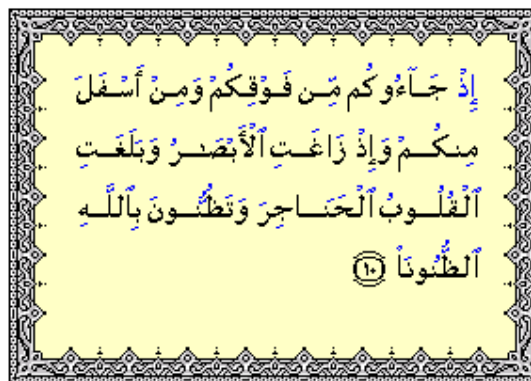 إِذْ جَآءُوكُم مِّن فَوْقِكُمْ وَمِنْ أَسْفَلَ
مِنكُمْ وَإِذْ زَاغَتِ ٱلْأَبْصَٰرُ وَبَلَغَتِ
ٱلْقُلُوبُ ٱلْحَنَاجِرَ وَتَظُنُّونَ بِٱللَّهِ
ٱلظُّنُونَا۠ ١٠